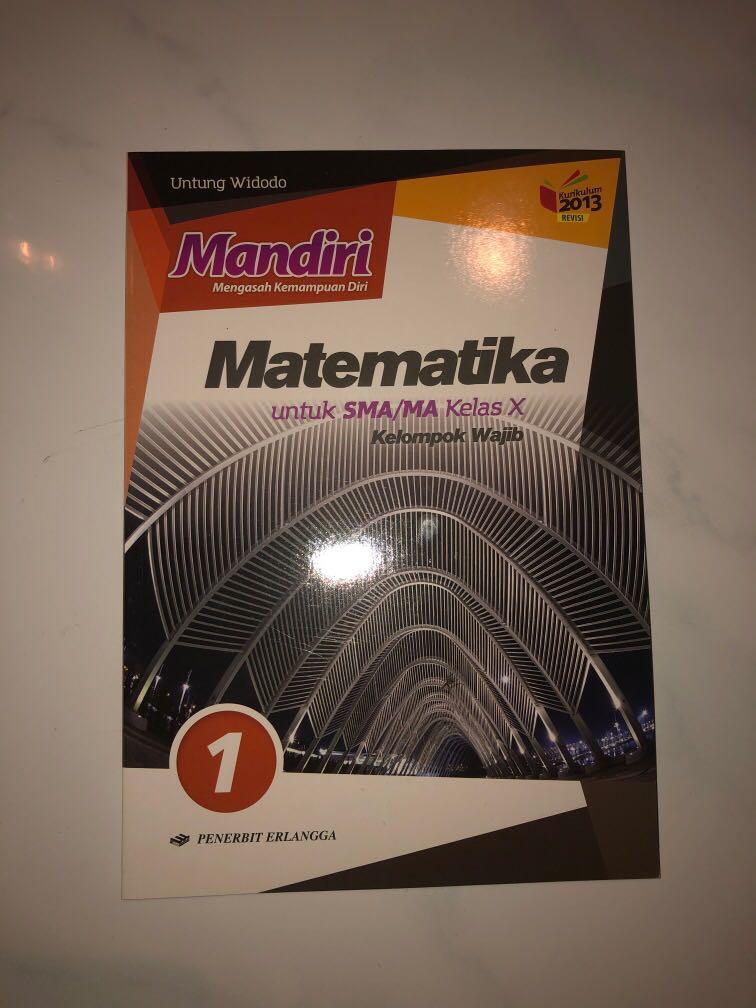 Untung Widodo
Kurikulum
2013
REVISI
Mandiri
Mengasah Kemampuan Diri
Matematika
untuk SMA/MA Kelas X
Kelompok Wajib
1
PENERBIT ERLANGGA